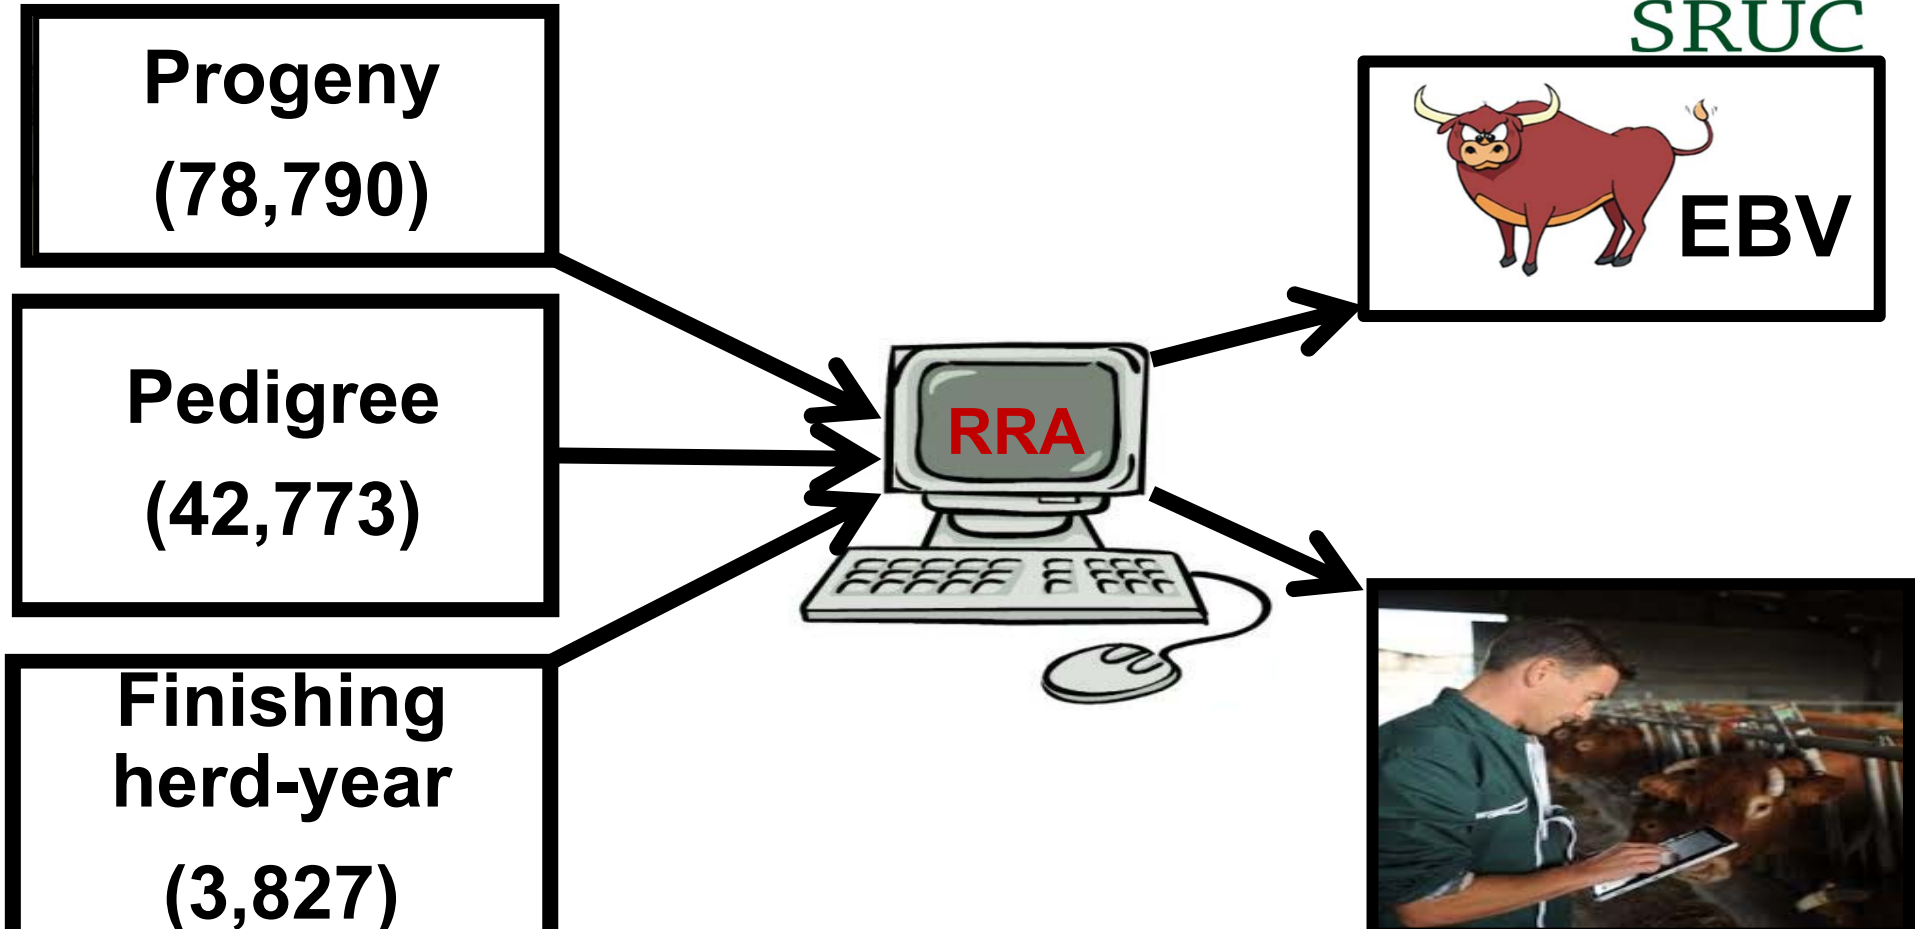 SRUC
Progeny
(78,790)
EBV
Pedigree
(42,773)
RRA
Finishing
herd-year
(3,827)